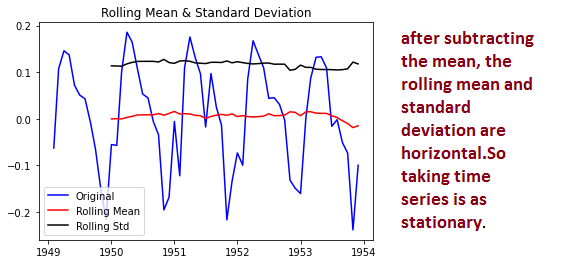 Rolling Mean & Standard Deviation
0.2
0.1
0.0
−0.1
−0.2
Original
Rolling Mean
Rolling Std
1949 1950 1951 1952 1953 1954
after subtracting
the mean, the
rolling mean and
standard
deviation are
horizontal.So
taking time
series is as
stationary.